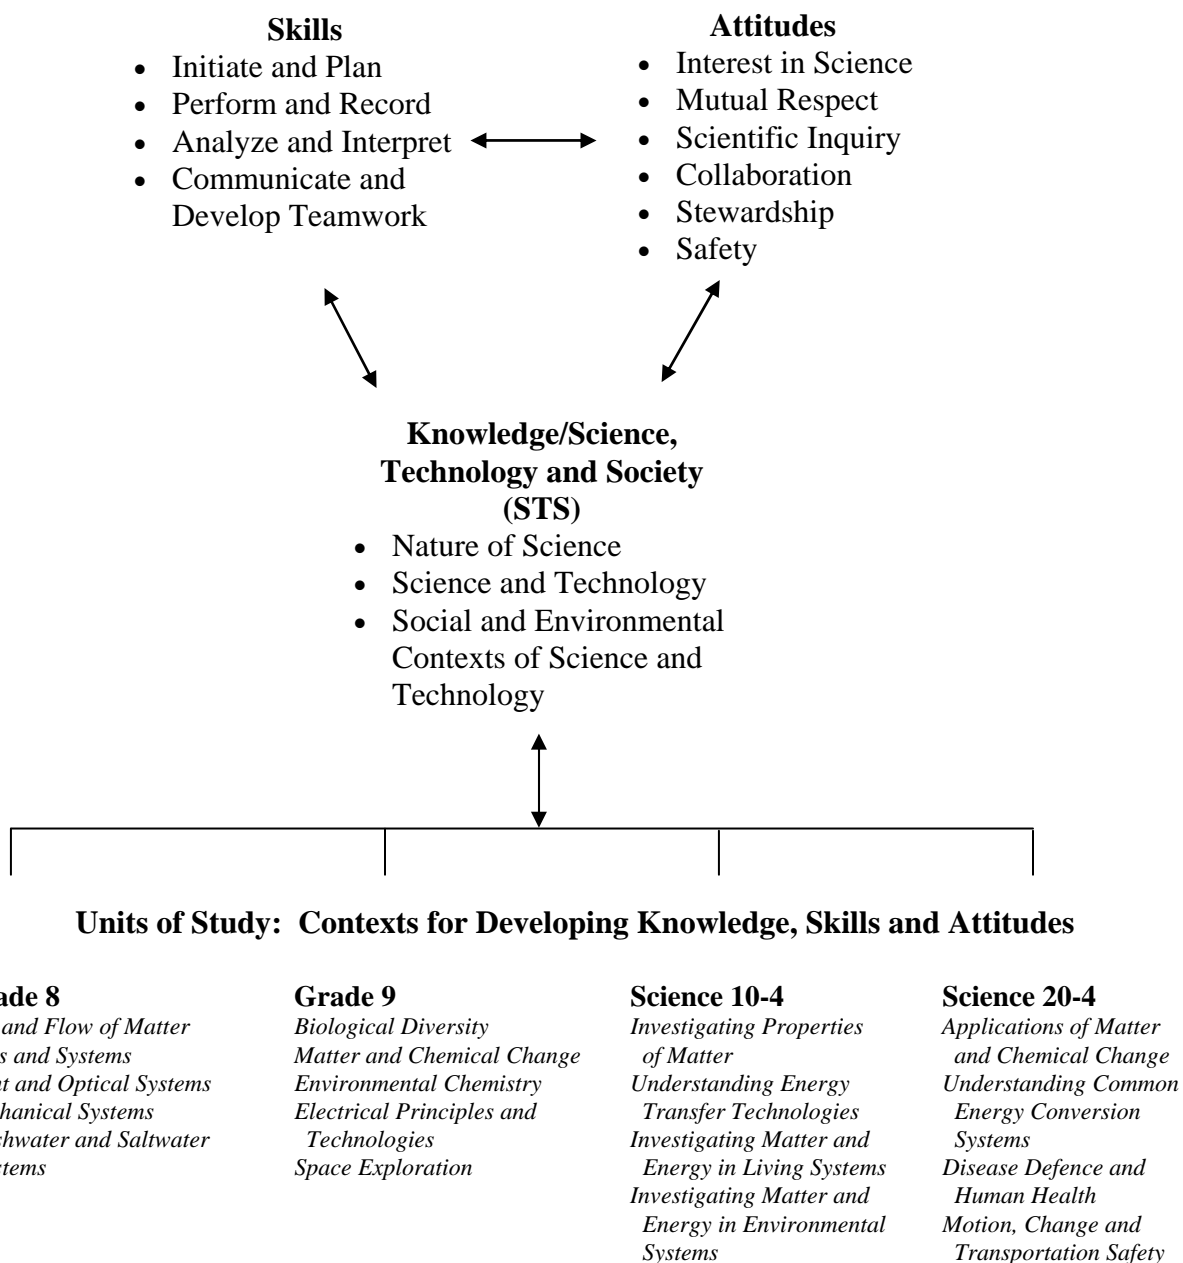 Skills
• Initiate and Plan
• Perform and Record
• Analyze and Interpret
• Communicate and
Develop Teamwork
Attitudes
• Interest in Science
• Mutual Respect
• Scientific Inquiry
• Collaboration
• Stewardship
• Safety
Knowledge/Science,
Technology and Society
(STS)
• Nature of Science
• Science and Technology
• Social and Environmental
Contexts of Science and
Technology
Units of Study: Contexts for Developing Knowledge, Skills and Attitudes
8
and Flow of Matter
and Systems
and Optical Systems
Systems
and Saltwater
Grade 9
Biological Diversity
Matter and Chemical Change
Environmental Chemistry
Electrical Principles and
Technologies
Space Exploration
Science 10-4
Investigating Properties
of Matter
Understanding Energy
Transfer Technologies
Investigating Matter and
Energy in Living Systems
Investigating Matter and
Energy in Environmental
Systems
Science 20-4
Applications of Matter
and Chemical Change
Understanding Common
Energy Conversion
Systems
Disease Defence and
Human Health
Motion, Change and
Transportation Safety